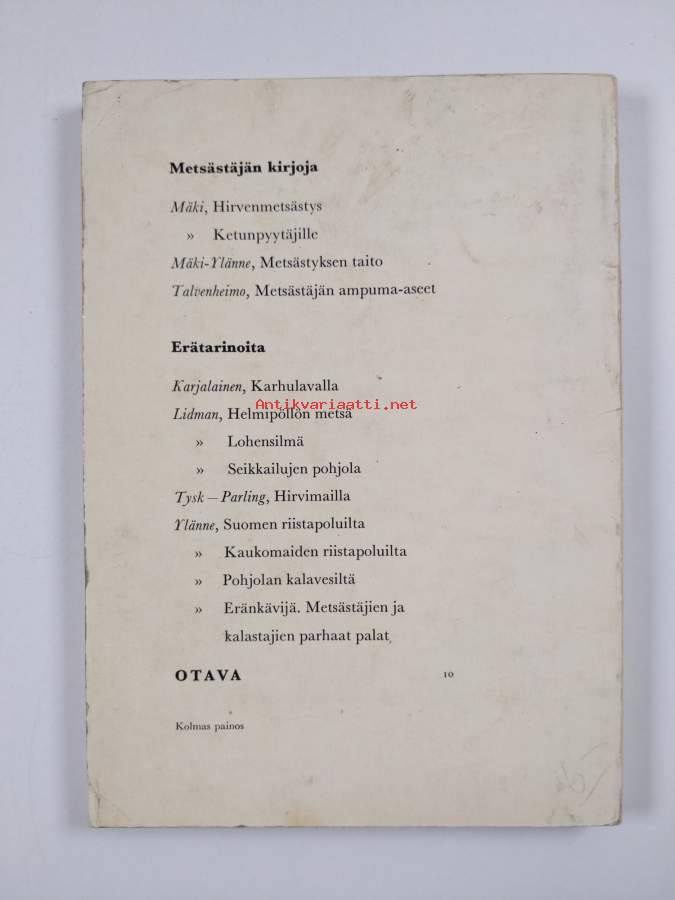 Metsästäjän kirjoja
Mäki, Hirvenmetsästys
» Ketunpyytäjille
Mäki-Ylänne, Metsästyksen taito
Talvenheimo, Metsästäjän ampuma-aseet
Erätarinoita
Karjalainen, Karhulavalla
Antikvariaatti.net
Lidman, Helmipöllön metsä
» Lohensilmä
» Seikkailujen pohjola
Tysk – Parling, Hirvimailla
Ylänne, Suomen riistapoluilta
» Kaukomaiden riistapoluilta
» Pohjolan kalavesiltä
» Eränkävijä. Metsästäjien ja
kalastajien parhaat palat
OTAVA 10
Kolmas painos